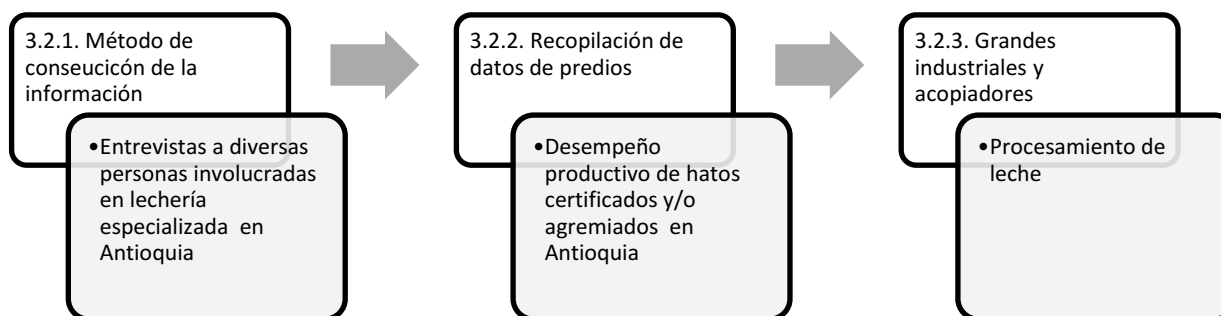 3.2.1. Método de
conseucicón de la
información
•Entrevistas a diversas
personas involucradas
en lechería
especializada en
Antioquia
3.2.2. Recopilación de
datos de predios
•Desempeño
productivo de hatos
certificados y/o
agremiados en
Antioquia
3.2.3. Grandes
industriales y
acopiadores
•Procesamiento de
leche